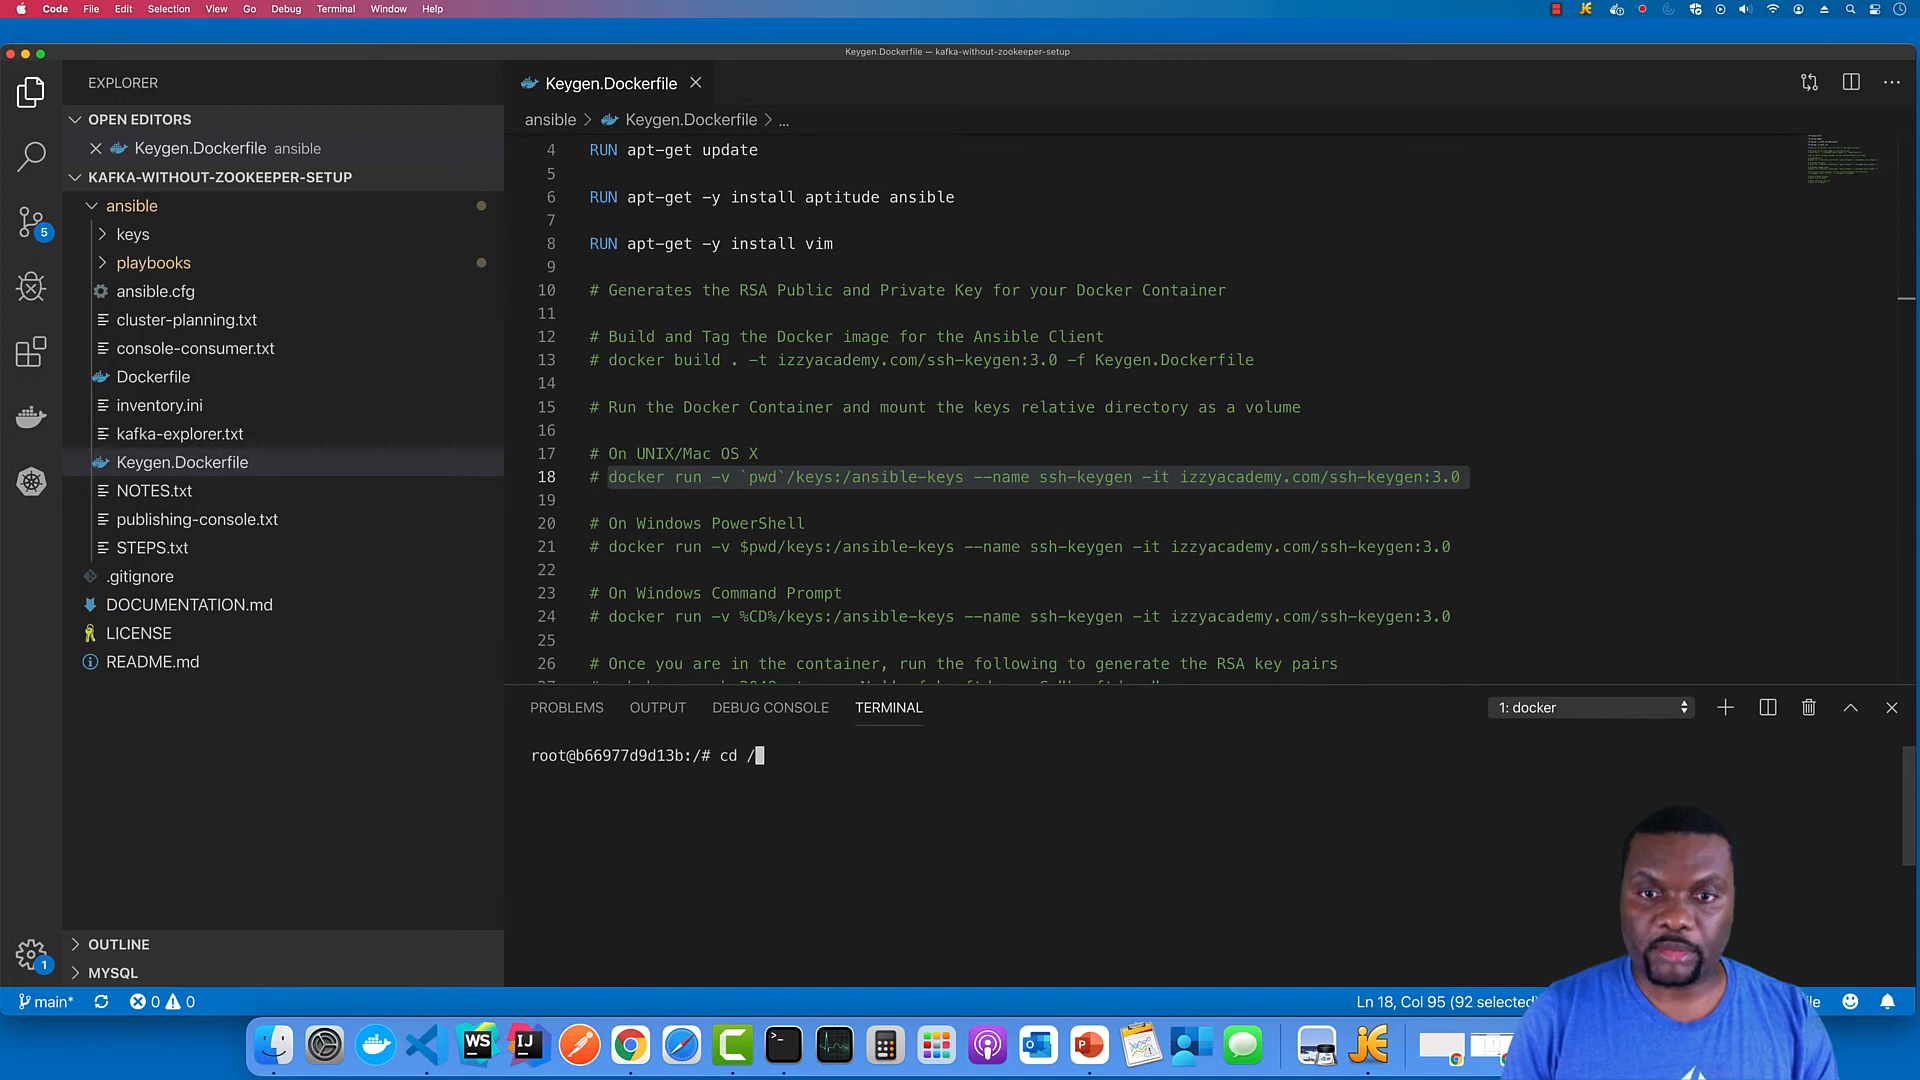 Code File Edit Selection View Go Debug Terminal Window Help
Keygen.Dockerfile — kafka-without-zookeeper-setup
EXPLORER
OPEN EDITORS
Keygen.Dockerfile ansible
KAFKA-WITHOUT-ZOOKEEPER-SETUP
ansible
keys
playbooks
ansible.cfg
cluster-planning.txt
console-consumer.txt
Dockerfile
inventory.ini
kafka-explorer.txt
Keygen.Dockerfile
NOTES.txt
publishing-console.txt
STEPS.txt
.gitignore
DOCUMENTATION.md
LICENSE
README.md
OUTLINE
MYSQL
5
1
Keygen.Dockerfile
ansible > Keygen.Dockerfile > ...
4 RUN apt-get update
5
6 RUN apt-get -y install aptitude ansible
7
8 RUN apt-get -y install vim
9
10 # Generates the RSA Public and Private Key for your Docker Container
11
12 # Build and Tag the Docker image for the Ansible Client
13 # docker build . -t izzyacademy.com/ssh-keygen:3.0 -f Keygen.Dockerfile
14
15 # Run the Docker Container and mount the keys relative directory as a volume
16
17 # On UNIX/Mac OS X
18 # docker run -v `pwd`/keys:/ansible-keys --name ssh-keygen -it izzyacademy.com/ssh-keygen:3.0
19
20 # On Windows PowerShell
21 # docker run -v $pwd/keys:/ansible-keys --name ssh-keygen -it izzyacademy.com/ssh-keygen:3.0
22
23 # On Windows Command Prompt
24 # docker run -v %CD%/keys:/ansible-keys --name ssh-keygen -it izzyacademy.com/ssh-keygen:3.0
25
26 # Once you are in the container, run the following to generate the RSA key pairs
PROBLEMS OUTPUT DEBUG CONSOLE TERMINAL
1: docker
root@b66977d9d13b:/# cd /
main* 0 0
Ln 18, Col 95 (92 selected)
WS
IJ